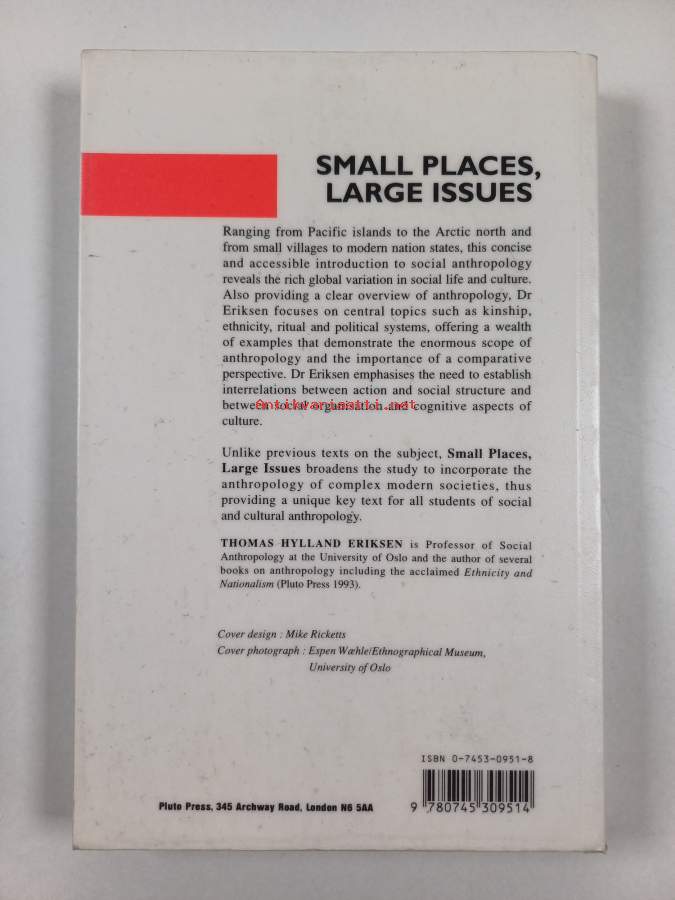 SMALL PLACES,
LARGE ISSUES
Ranging from Pacific islands to the Arctic north and
from small villages to modern nation states, this concise
and accessible introduction to social anthropology
reveals the rich global variation in social life and culture.
Also providing a clear overview of anthropology, Dr
Eriksen focuses on central topics such as kinship,
ethnicity, ritual and political systems, offering a wealth
of examples that demonstrate the enormous scope of
anthropology and the importance of a comparative
perspective. Dr Eriksen emphasises the need to establish
interrelations between action and social structure and
between social organisation and cognitive aspects of
Antikvariaatti.net
culture.
Unlike previous texts on the subject, Small Places,
Large Issues broadens the study to incorporate the
anthropology of complex modern societies, thus
providing a unique key text for all students of social
and cultural anthropology.
THOMAS HYLLAND ERIKSEN is Professor of Social
Anthropology at the University of Oslo and the author of several
books on anthropology including the acclaimed Ethnicity and
Nationalism (Pluto Press 1993).
Cover design : Mike Ricketts
Cover photograph : Espen Wæhle/Ethnographical Museum,
University of Oslo
ISBN 0-7453-0951-8
9 780745 309514
Pluto Press, 345 Archway Road, London N6 5AA